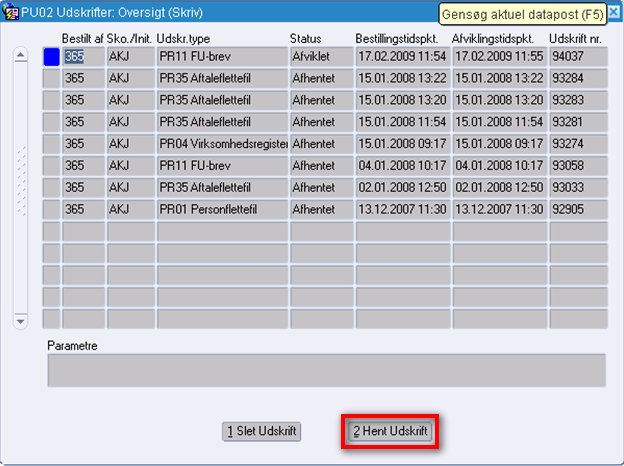 PU02 Udskrifter: Oversigt (Skriv)
Gensøg aktuel datapost (F5)
Bestilt af Sko./Init. Udskr.type Status Bestillingstidspkt. Afviklingstidspkt. Udskrift nr.
365 AKJ PR11 FU-brev Afviklet 17.02.2009 11:54 17.02.2009 11:55 94037
365 AKJ PR35 Aftaleflettefil Afhentet 15.01.2008 13:22 15.01.2008 13:22 93284
365 AKJ PR35 Aftaleflettefil Afhentet 15.01.2008 13:20 15.01.2008 13:20 93283
365 AKJ PR35 Aftaleflettefil Afhentet 15.01.2008 11:54 15.01.2008 11:54 93281
365 AKJ PR04 Virksomhedsregister Afhentet 15.01.2008 09:17 15.01.2008 09:17 93274
365 AKJ PR11 FU-brev Afhentet 04.01.2008 10:17 04.01.2008 10:17 93058
365 AKJ PR35 Aftaleflettefil Afhentet 02.01.2008 12:50 02.01.2008 12:50 93033
365 AKJ PR01 Personflettefil Afhentet 13.12.2007 11:30 13.12.2007 11:30 92905
Parametre
1 Slet Udskrift 2 Hent Udskrift